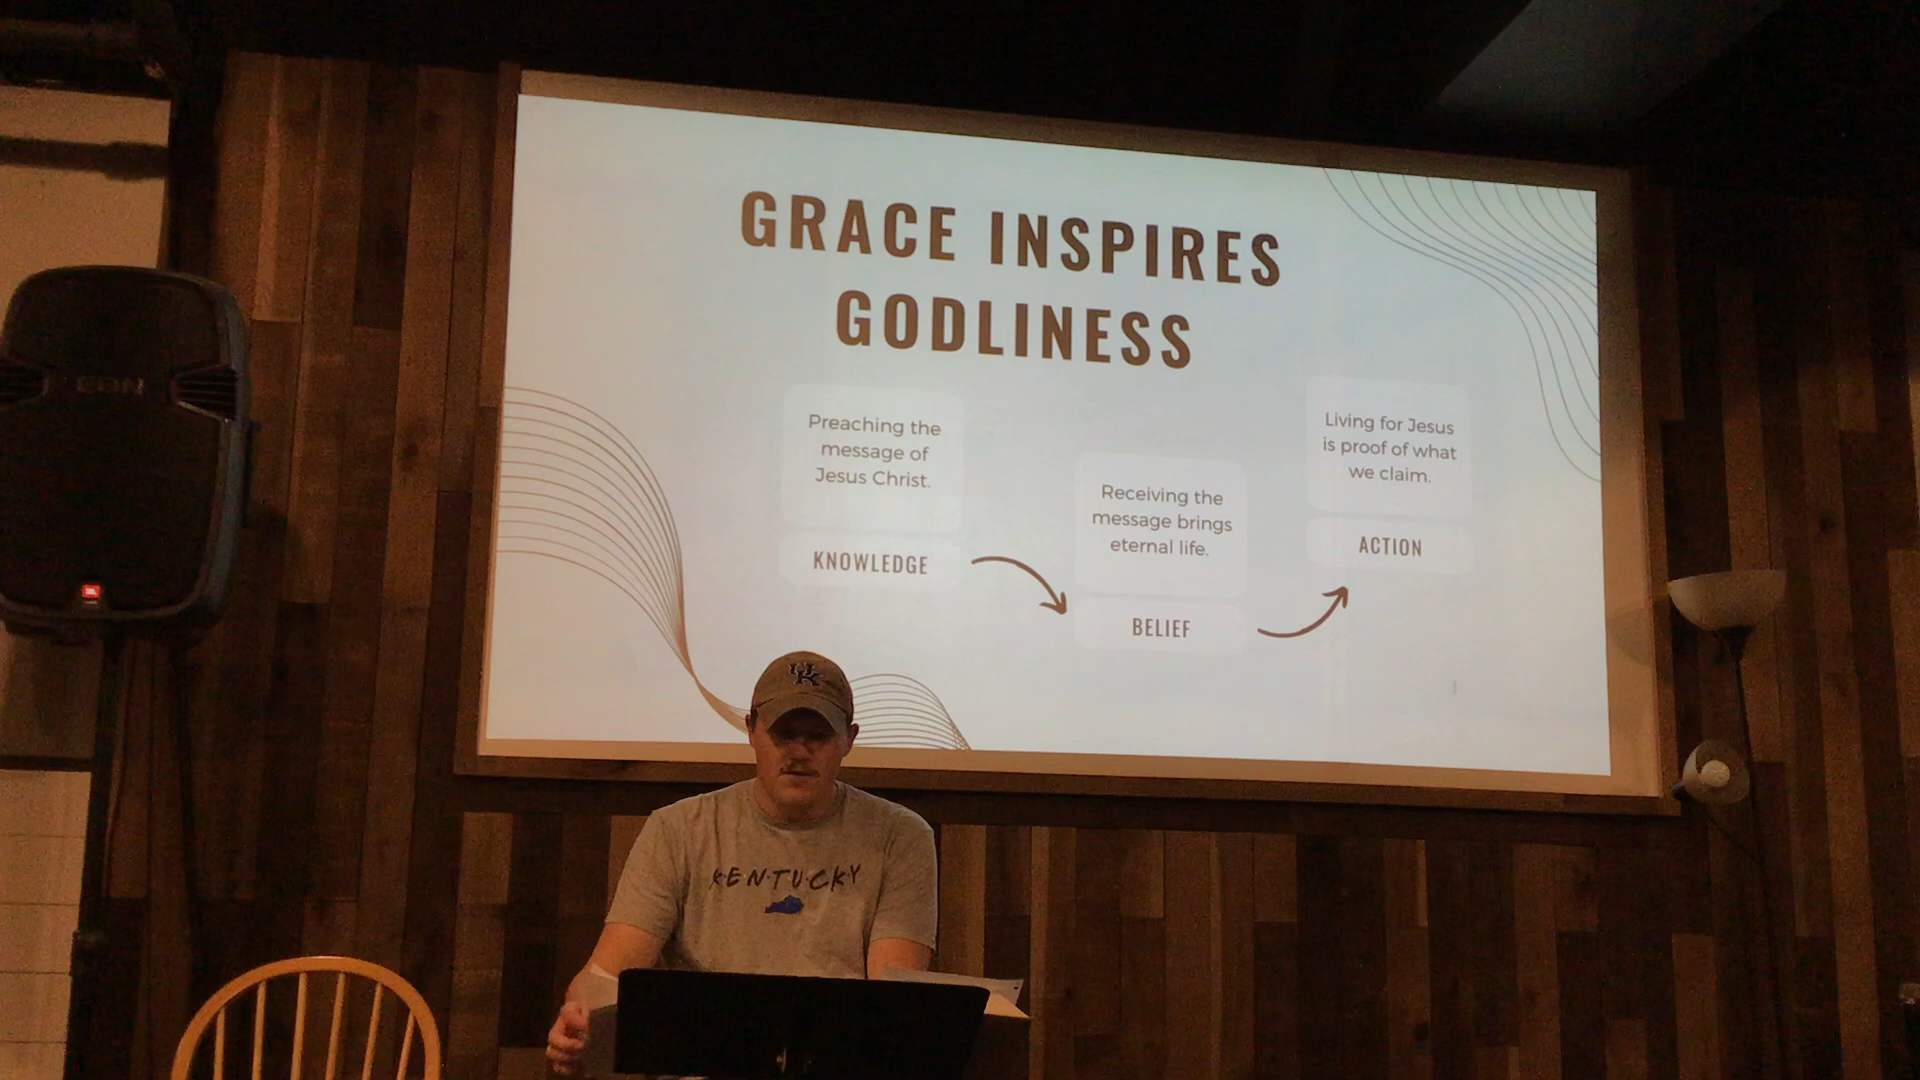 GRACE INSPIRES
GODLINESS
Preaching the
message of
Jesus Christ.
KNOWLEDGE
Receiving the
message brings
eternal life.
BELIEF
Living for Jesus
is proof of what
we claim.
ACTION
EON
JBL
UK
KENTUCKY